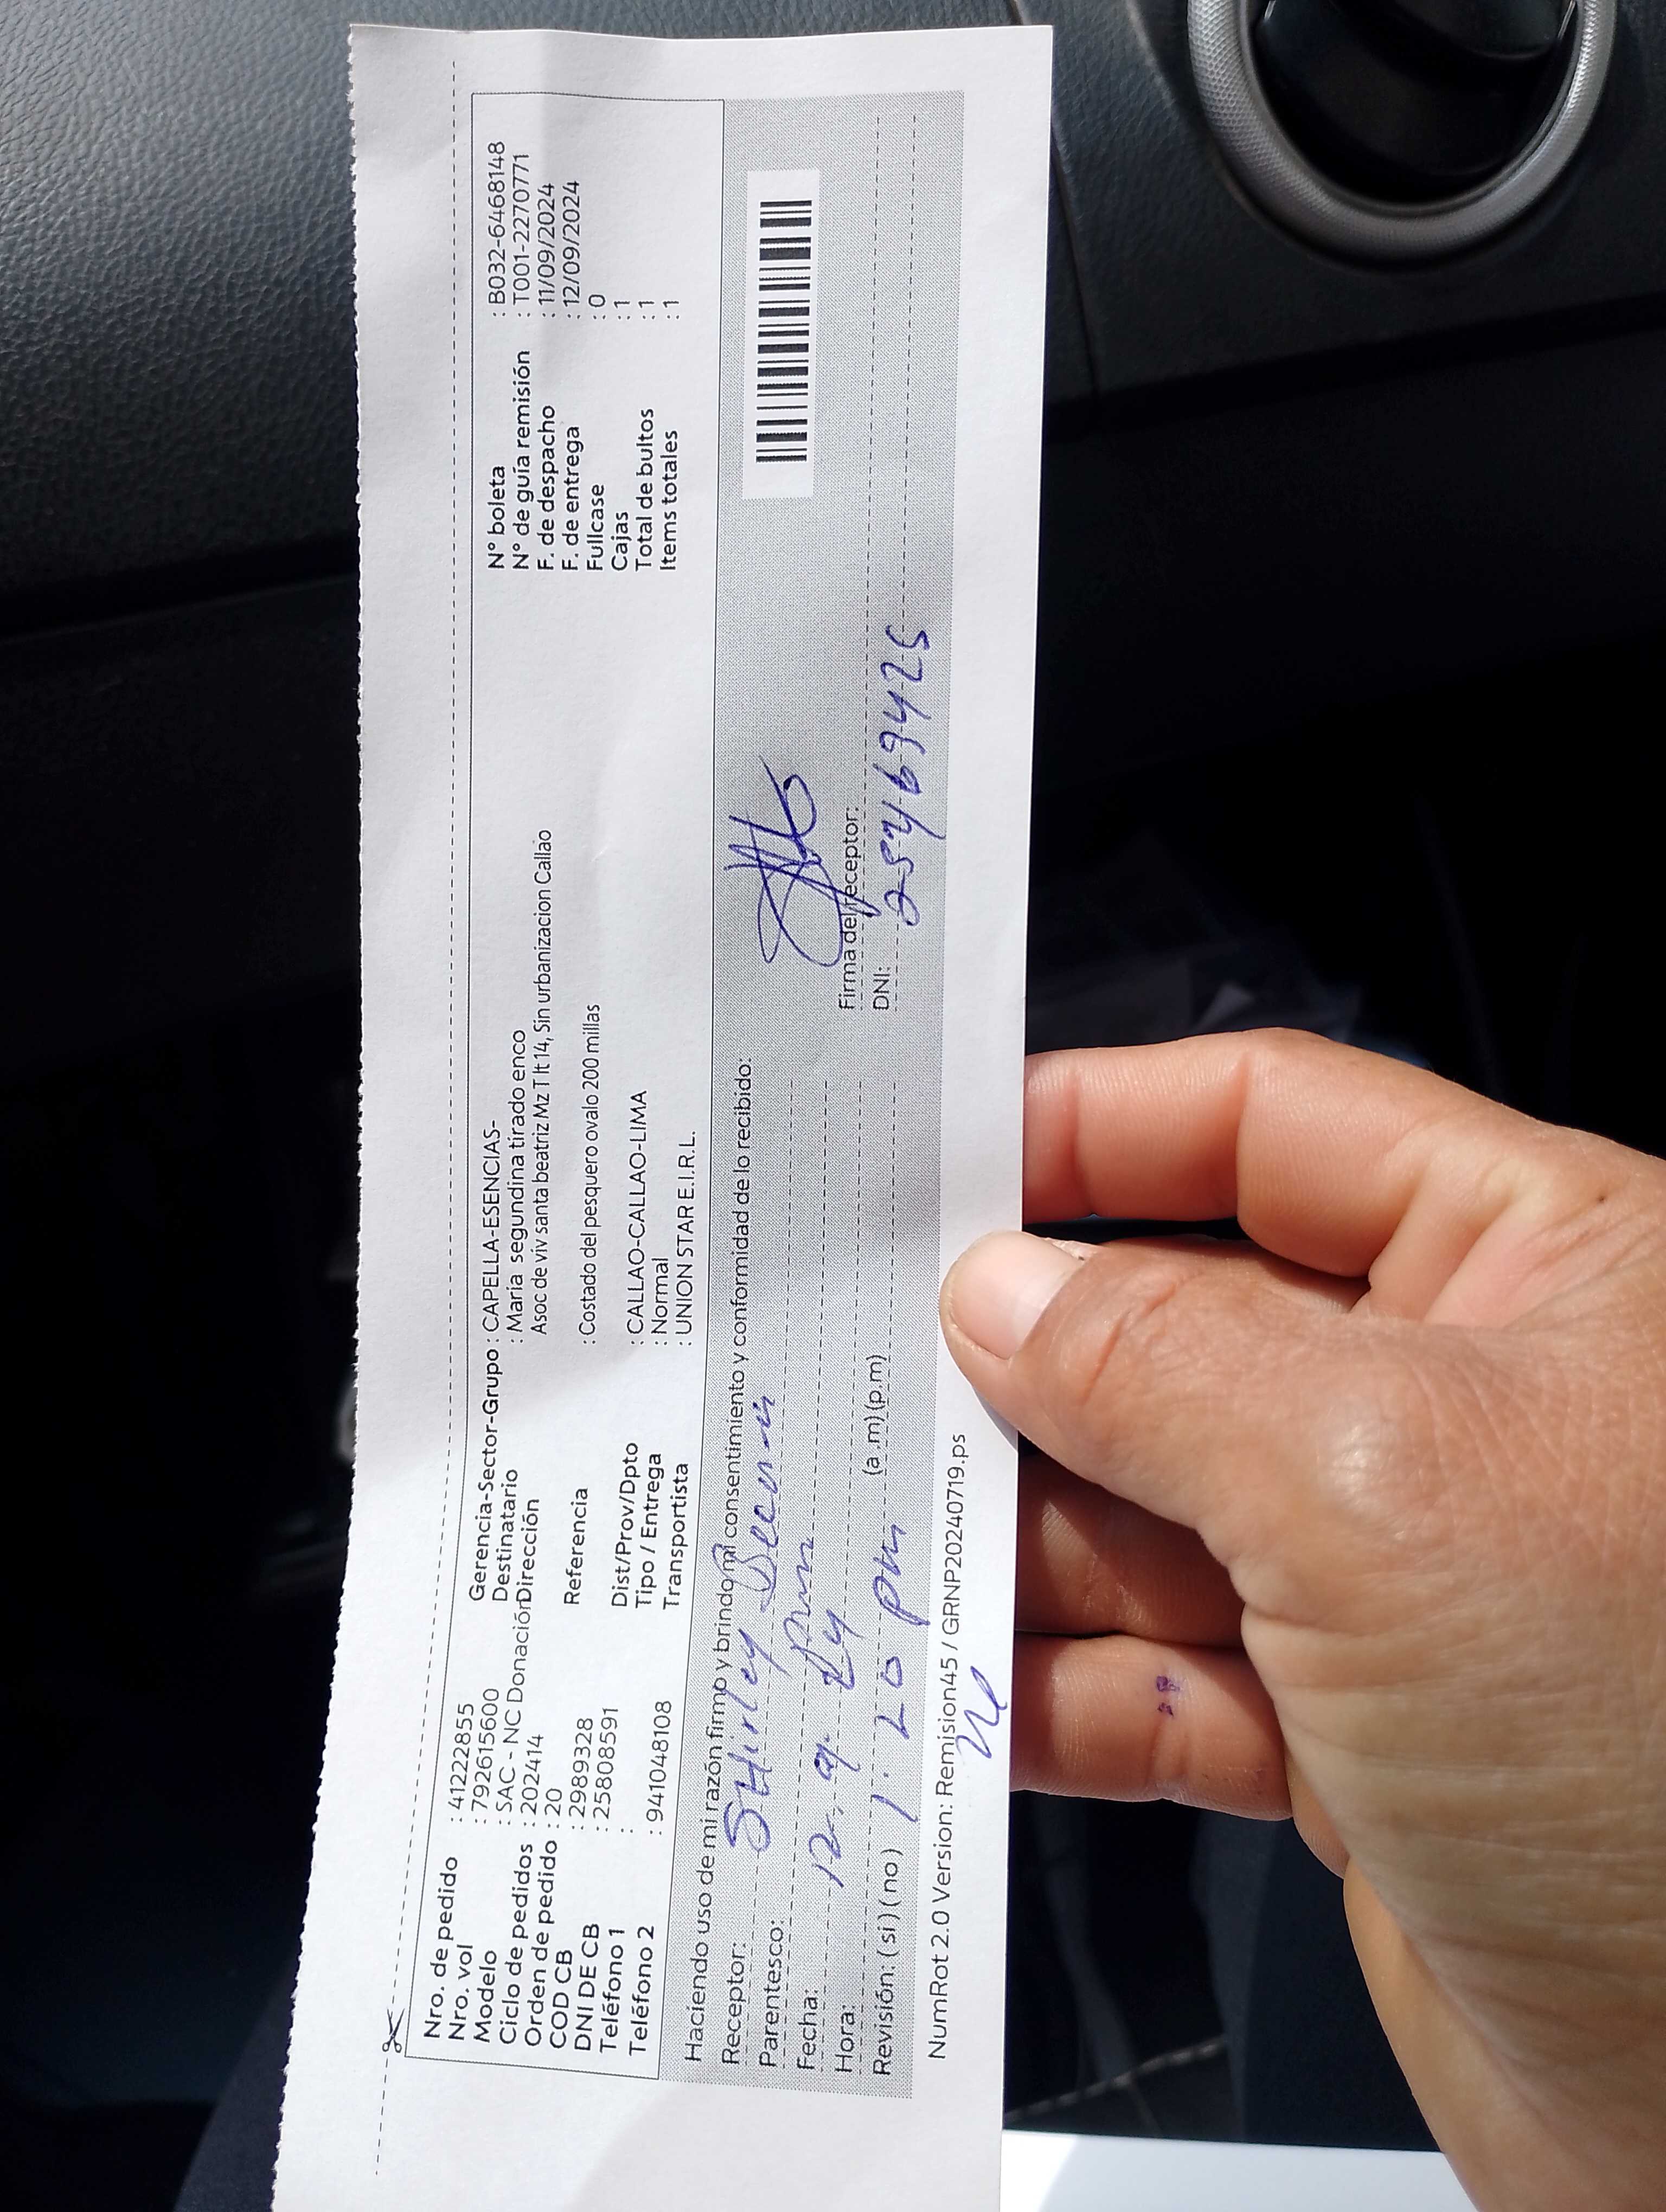 Nro. de pedido : 41222855
Nro. vol : 792615600
Modelo : SAC - NC Donación
Ciclo de pedidos : 202414
Orden de pedido : 20
COD CB : 2989328
DNI DE CB : 25808591
Teléfono 1 :
Teléfono 2 : 941048108
Gerencia-Sector-Grupo : CAPELLA-ESENCIAS-
Destinatario : Maria segundina tirado enco
Dirección Asoc de viv santa beatriz Mz T lt 14, Sin urbanizacion Callao
Referencia : Costado del pesquero ovalo 200 millas
Dist/Prov/Dpto : CALLAO-CALLAO-LIMA
Tipo / Entrega : Normal
Transportista : UNION STAR E.I.R.L.
N° boleta : B032-6468148
N° de guía remisión : T001-2270771
F. de despacho : 11/09/2024
F. de entrega : 12/09/2024
Fullcase : 0
Cajas : 1
Total de bultos : 1
Items totales : 1
Haciendo uso de mi razón firmo y brindo mi consentimiento y conformidad de lo recibido:
Receptor: SHirley
Parentesco:
Fecha: 12. 9. 24
Hora: 1. 20 pm (a.m) (p.m)
Revisión: (si) (no)
Firma del receptor:
DNI: 25769425
NumRot 2.0 Version: Remision45 / GRNP20240719.ps